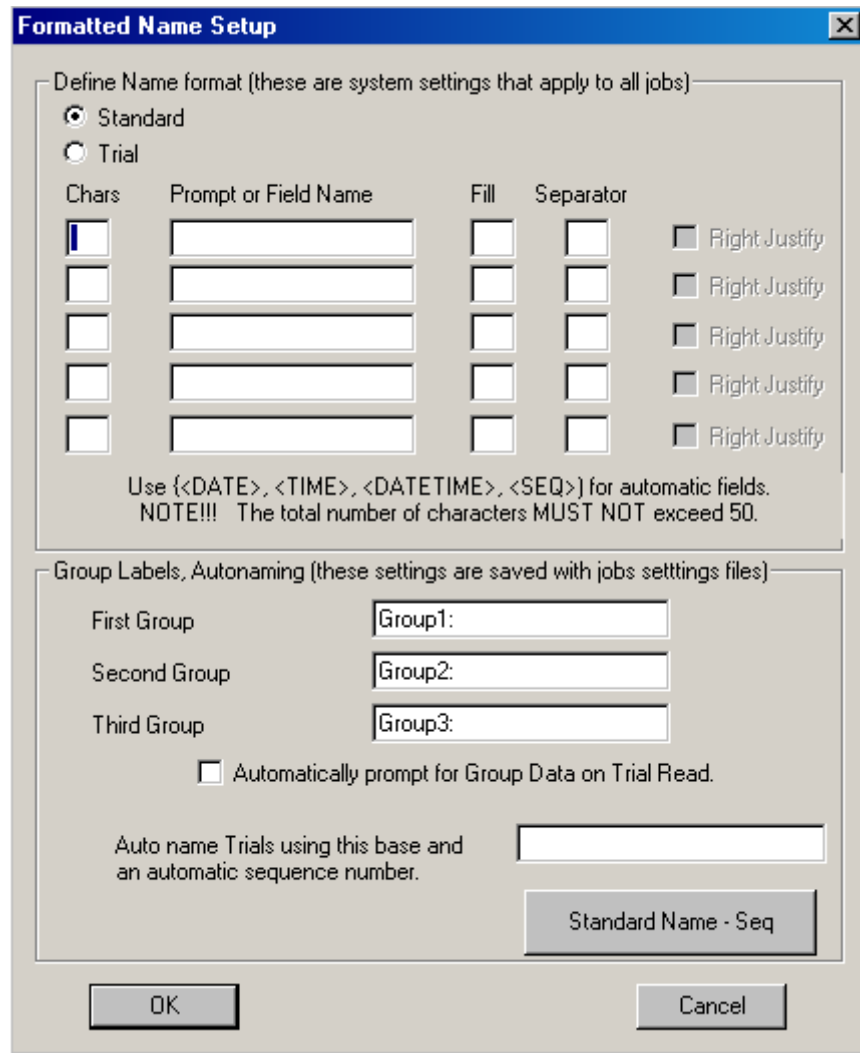 Formatted Name Setup
Define Name format (these are system settings that apply to all jobs)
Standard
Trial
Chars Prompt or Field Name Fill Separator
Right Justify
Right Justify
Right Justify
Right Justify
Right Justify
Use {<DATE>, <TIME>, <DATETIME>, <SEQ>) for automatic fields.
NOTE!!! The total number of characters MUST NOT exceed 50.
Group Labels, Autonaming (these settings are saved with jobs setttings files)
First Group Group1:
Second Group Group2:
Third Group Group3:
Automatically prompt for Group Data on Trial Read.
Auto name Trials using this base and
an automatic sequence number.
Standard Name - Seq
OK Cancel